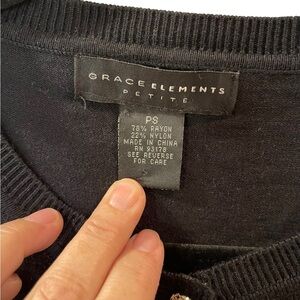 GRACE ELEMENTS
PETITE
PS
78% RAYON
22% NYLON
MADE IN CHINA
RN 93178
SEE REVERSE
FOR CARE